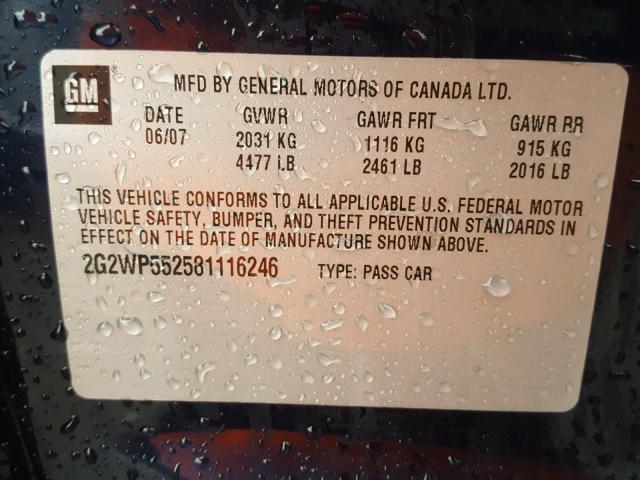 GM
MFD BY GENERAL MOTORS OF CANADA LTD.
DATE GVWR GAWR FRT GAWR RR
06/07 2031 KG 1116 KG 915 KG
4477 LB 2461 LB 2016 LB
THIS VEHICLE CONFORMS TO ALL APPLICABLE U.S. FEDERAL MOTOR
VEHICLE SAFETY, BUMPER, AND THEFT PREVENTION STANDARDS IN
EFFECT ON THE DATE OF MANUFACTURE SHOWN ABOVE.
2G2WP552581116246 TYPE: PASS CAR